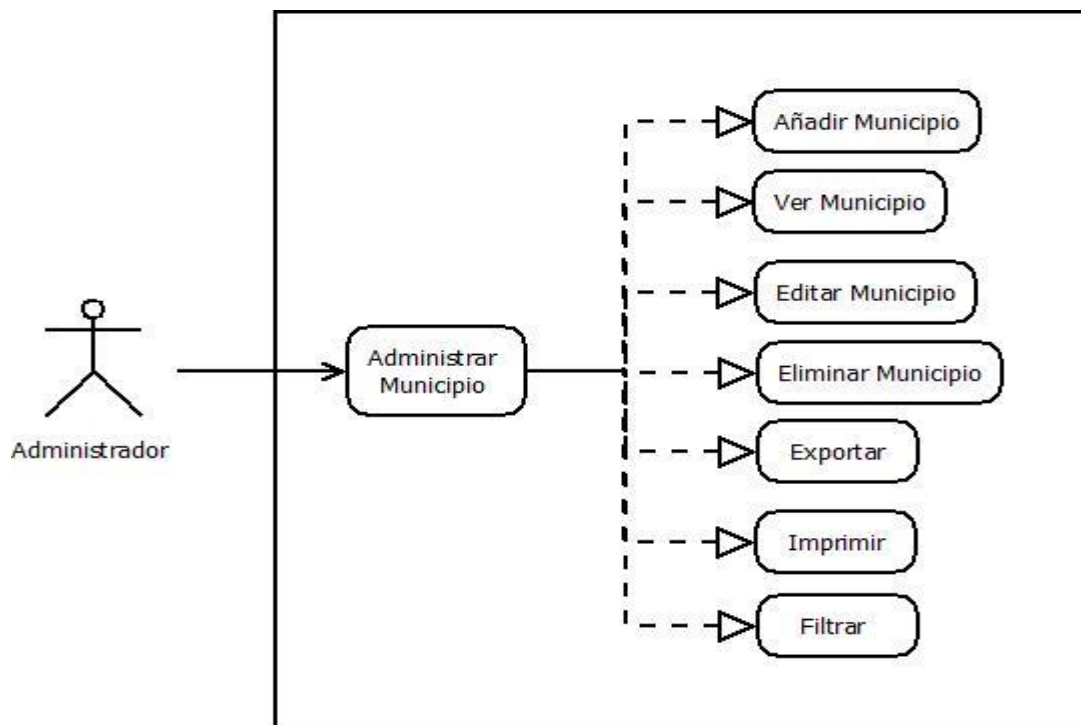 Añadir Municipio
Ver Municipio
Editar Municipio
Administrar
Municipio
Eliminar Municipio
Administrador
Exportar
Imprimir
Filtrar